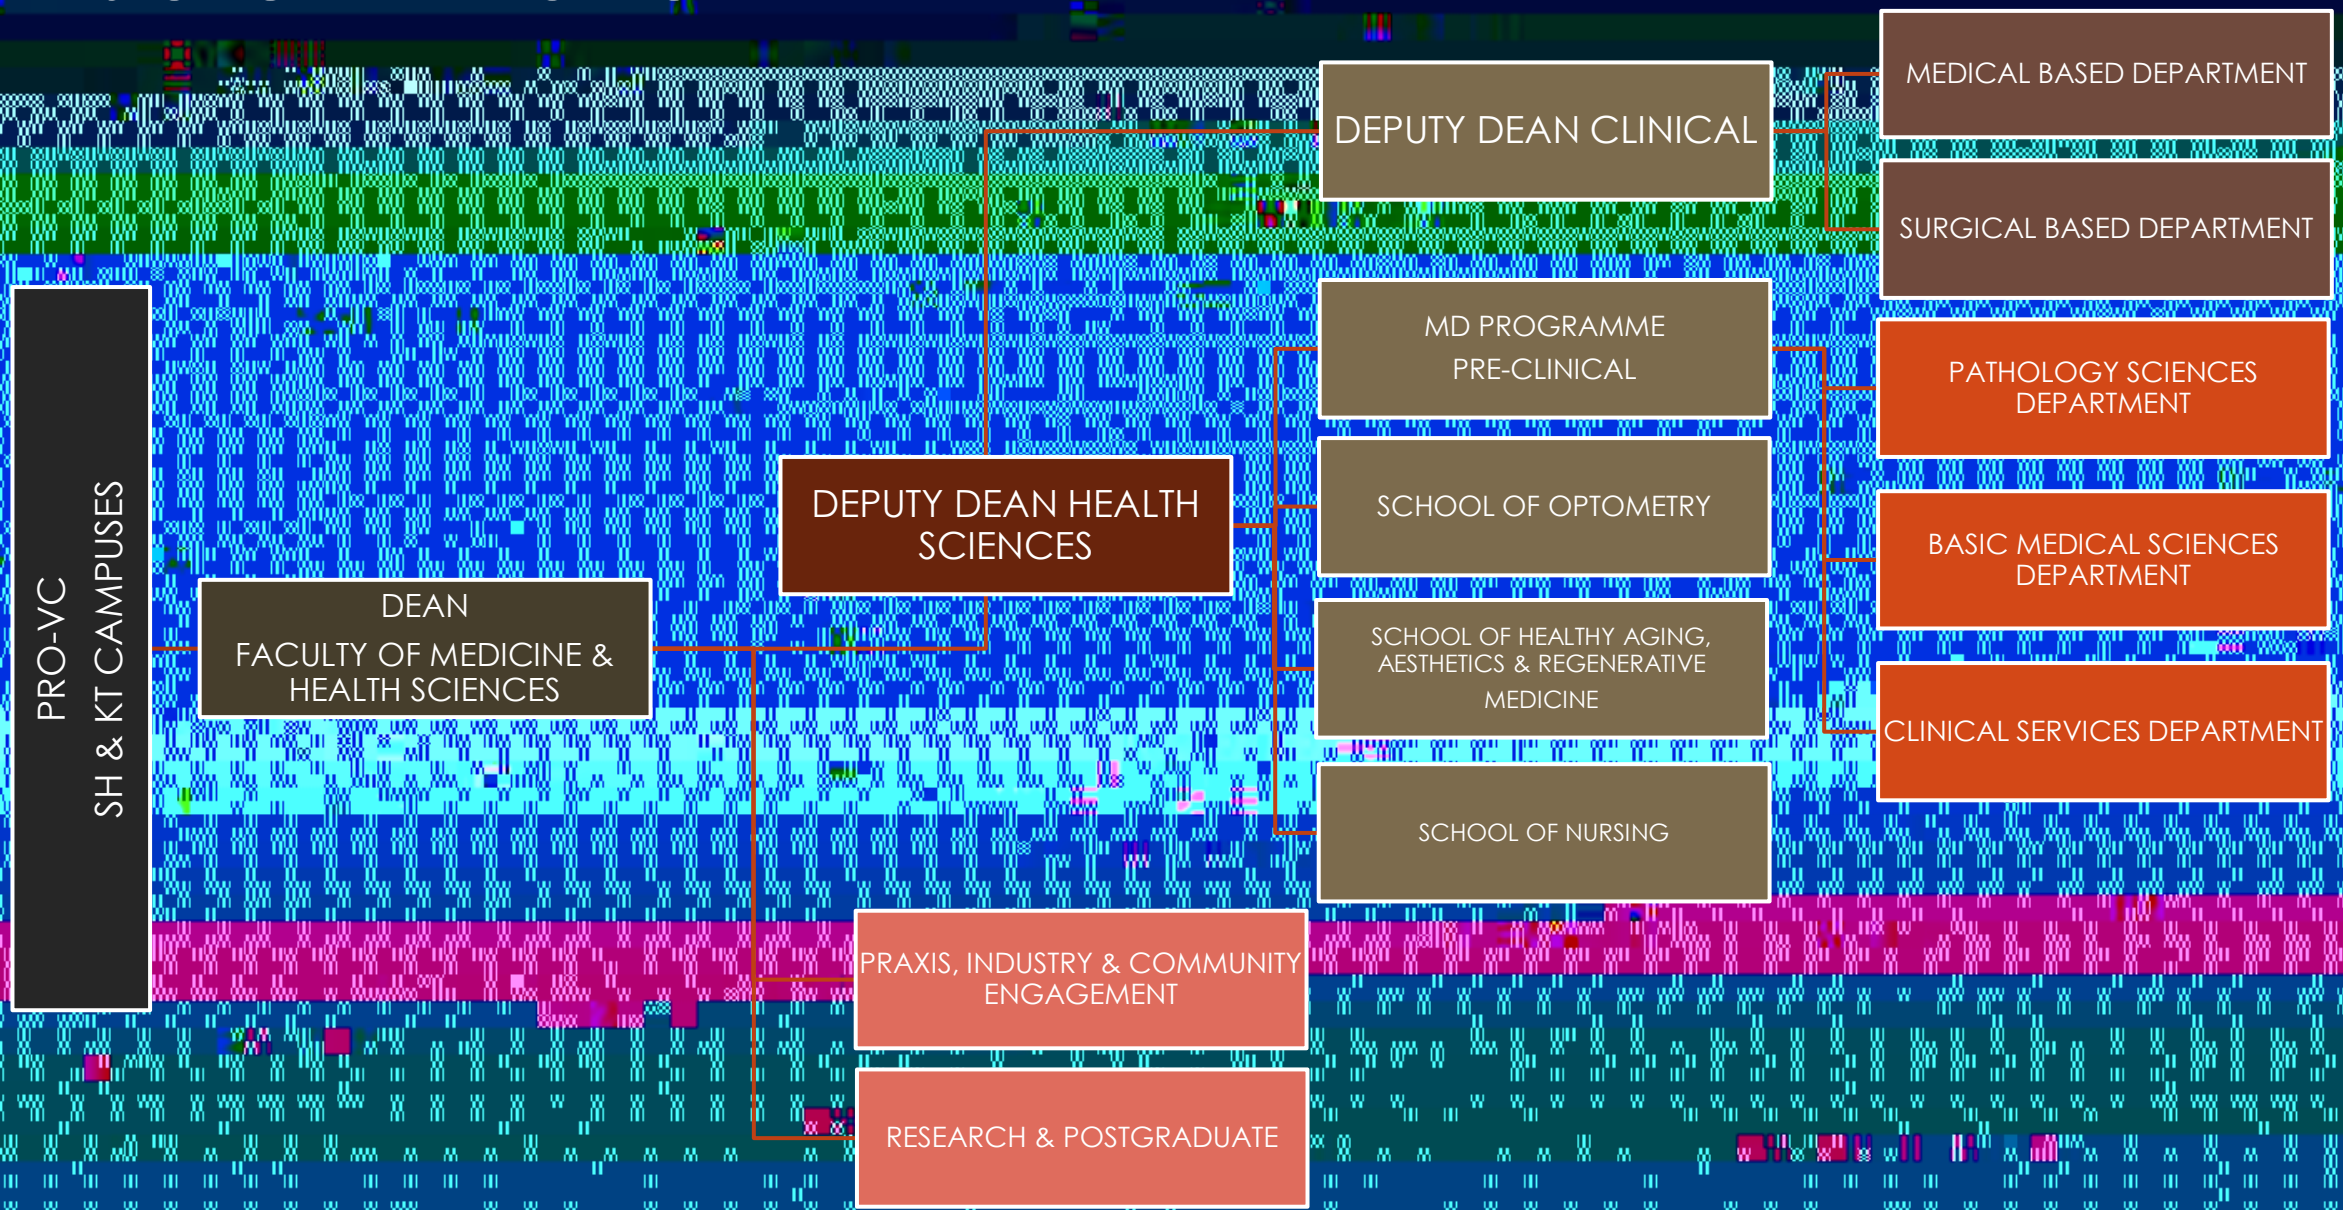 PRO-VC
SH & KT CAMPUSES
DEAN
FACULTY OF MEDICINE &
HEALTH SCIENCES
DEPUTY DEAN HEALTH
SCIENCES
DEPUTY DEAN CLINICAL
MEDICAL BASED DEPARTMENT
SURGICAL BASED DEPARTMENT
MD PROGRAMME
PRE-CLINICAL
SCHOOL OF OPTOMETRY
SCHOOL OF HEALTHY AGING,
AESTHETICS & REGENERATIVE
MEDICINE
SCHOOL OF NURSING
PATHOLOGY SCIENCES
DEPARTMENT
BASIC MEDICAL SCIENCES
DEPARTMENT
CLINICAL SERVICES DEPARTMENT
PRAXIS, INDUSTRY & COMMUNITY
ENGAGEMENT
RESEARCH & POSTGRADUATE